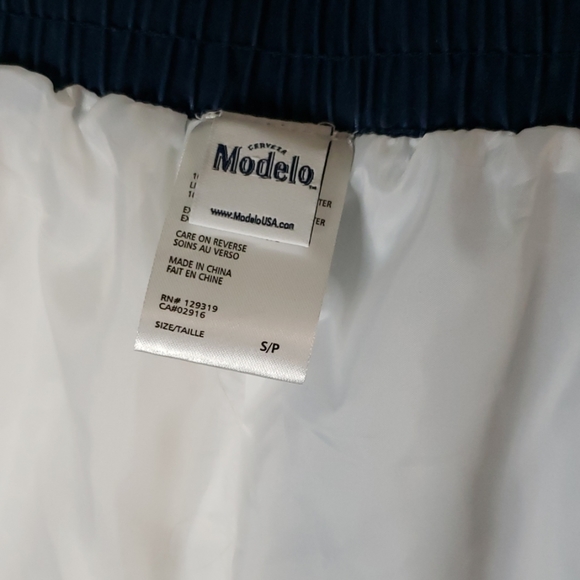 CERVEZA
Modelo
www.ModeloUSA.com
CARE ON REVERSE
SOINS AU VERSO
MADE IN CHINA
FAIT EN CHINE
RN# 129319
CA#02916
SIZE/TAILLE
S/P